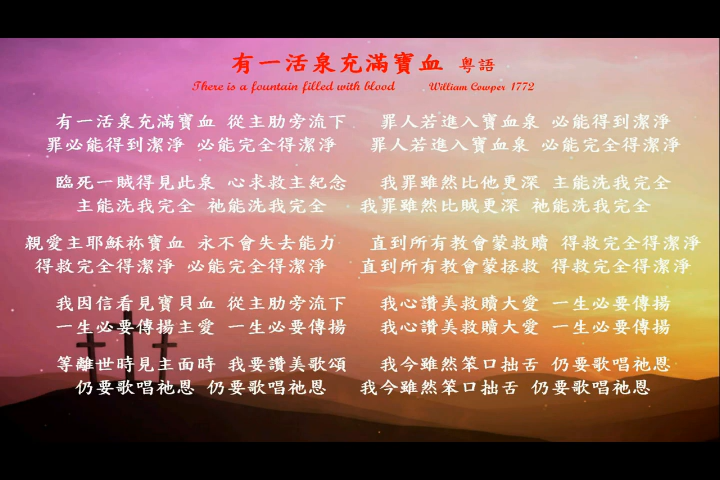 有一活泉充滿寶血 粵語
There is a fountain filled with blood William Cowper 1772
有一活泉充滿寶血 從主肋旁流下 罪人若進入寶血泉 必能得到潔淨
罪必能得到潔淨 必能完全得潔淨 罪人若進入寶血泉 必能完全得潔淨
臨死一賊得見此泉 心求救主紀念 我罪雖然比他更深 主能洗我完全
主能洗我完全 祂能洗我完全 我罪雖然比賊更深 祂能洗我完全
親愛主耶穌祢寶血 永不會失去能力 直到所有教會蒙救贖 得救完全得潔淨
得救完全得潔淨 必能完全得潔淨 直到所有教會蒙拯救 得救完全得潔淨
我因信看見寶貝血 從主肋旁流下 我心讚美救贖大愛 一生必要傳揚
一生必要傳揚主愛 一生必要傳揚 我心讚美救贖大愛 一生必要傳揚
等離世時見主面時 我要讚美歌頌 我今雖然笨口拙舌 仍要歌唱祂恩
仍要歌唱祂恩 仍要歌唱祂恩 我今雖然笨口拙舌 仍要歌唱祂恩